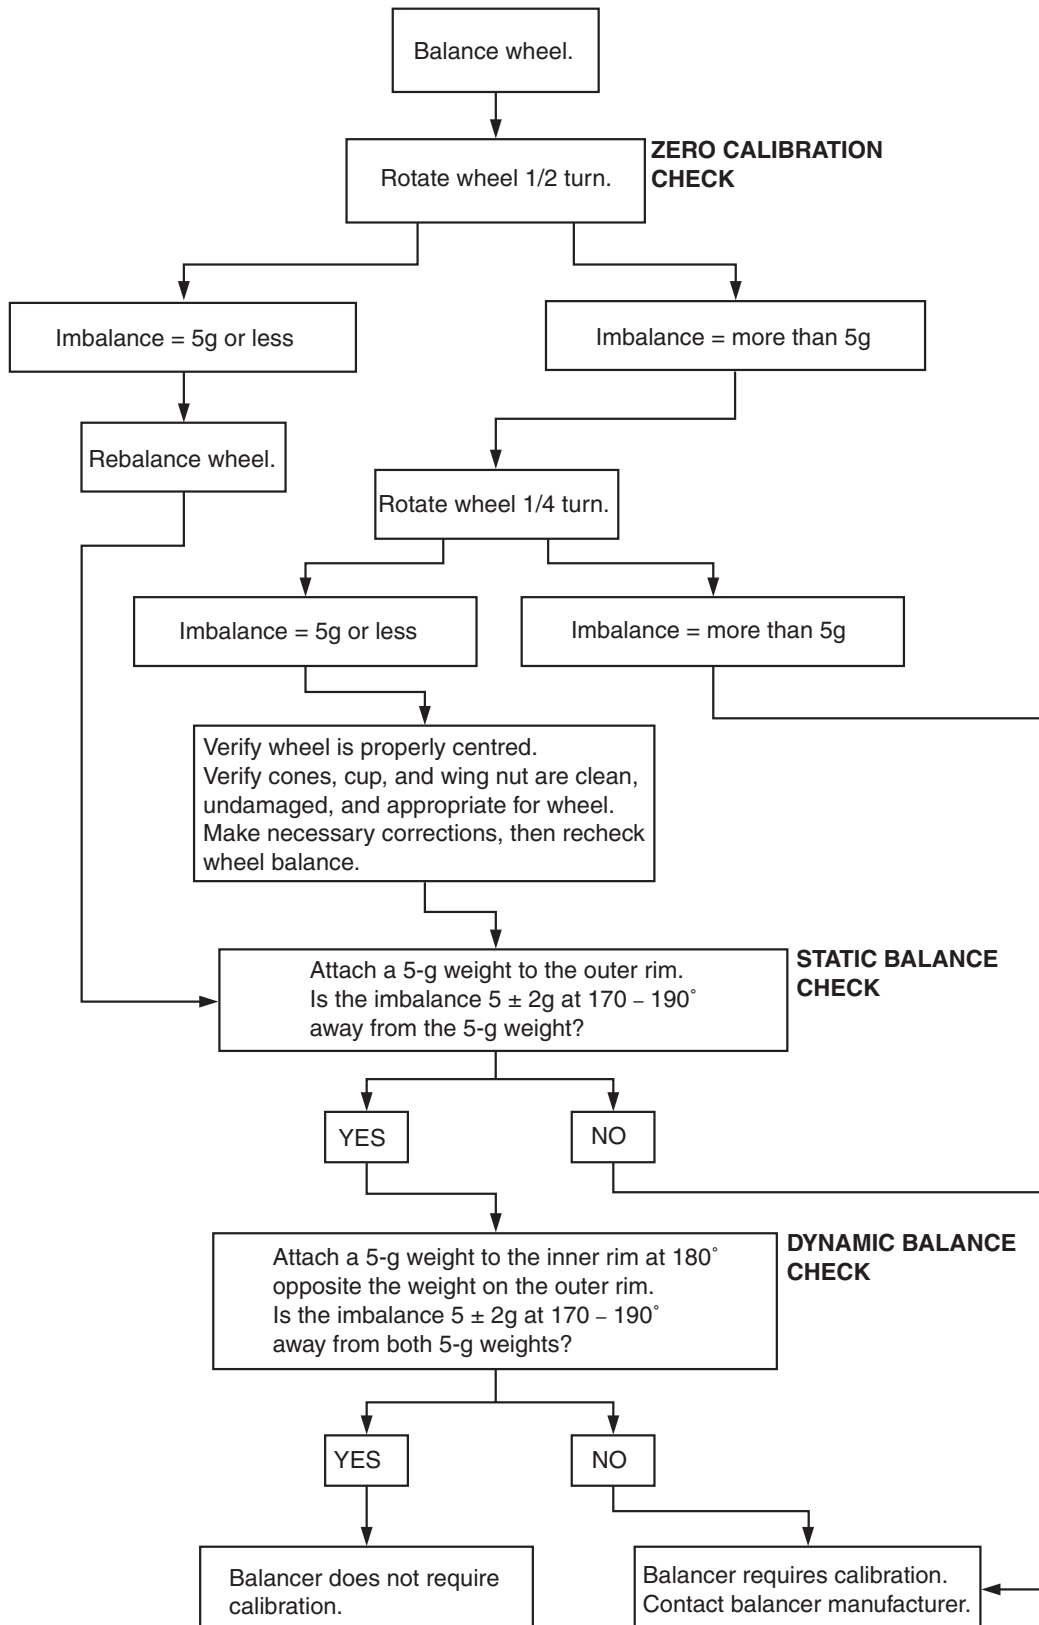 Balance wheel.
ZERO CALIBRATION
CHECK
Rotate wheel 1/2 turn.
Imbalance = 5g or less
Imbalance = more than 5g
Rebalance wheel.
Rotate wheel 1/4 turn.
Imbalance = 5g or less
Imbalance = more than 5g
Verify wheel is properly centred.
Verify cones, cup, and wing nut are clean,
undamaged, and appropriate for wheel.
Make necessary corrections, then recheck
wheel balance.
STATIC BALANCE
CHECK
Attach a 5-g weight to the outer rim.
Is the imbalance 5 ± 2g at 170 – 190°
away from the 5-g weight?
YES
NO
DYNAMIC BALANCE
CHECK
Attach a 5-g weight to the inner rim at 180°
opposite the weight on the outer rim.
Is the imbalance 5 ± 2g at 170 – 190°
away from both 5-g weights?
YES
NO
Balancer does not require
calibration.
Balancer requires calibration.
Contact balancer manufacturer.